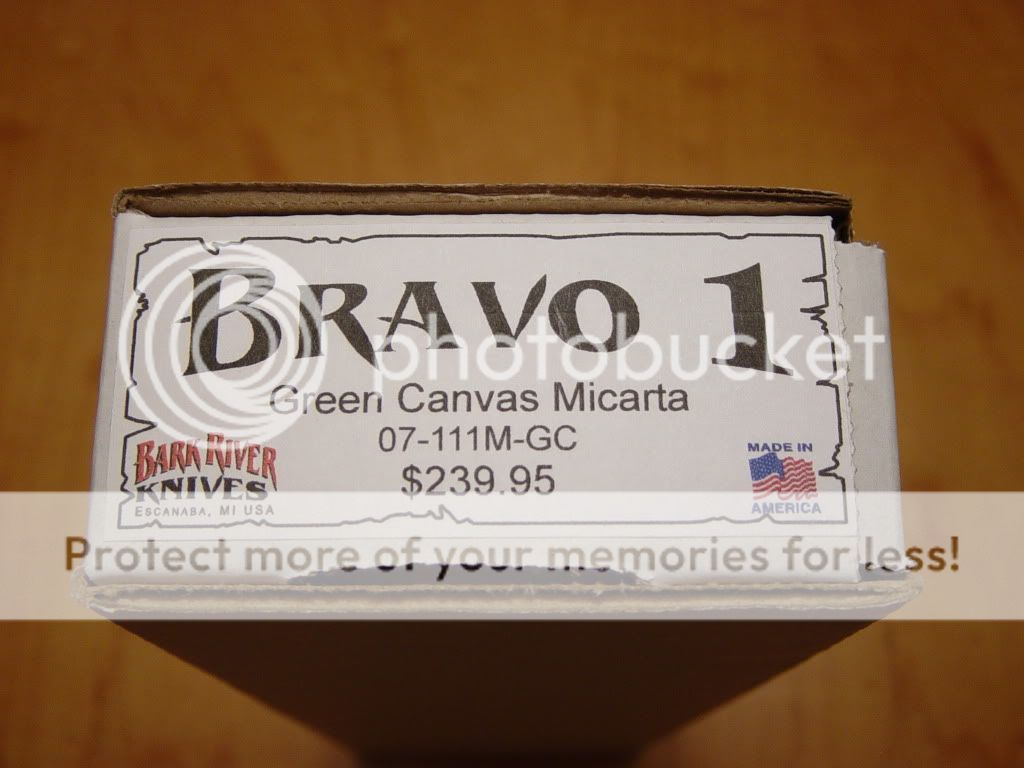 BRAVO 1
photobucket
Green Canvas Micarta
07-111M-GC
$239.95
BARK RIVER
KNIVES
ESCANABA, MI USA
MADE IN
AMERICA
Protect more of your memories for less!